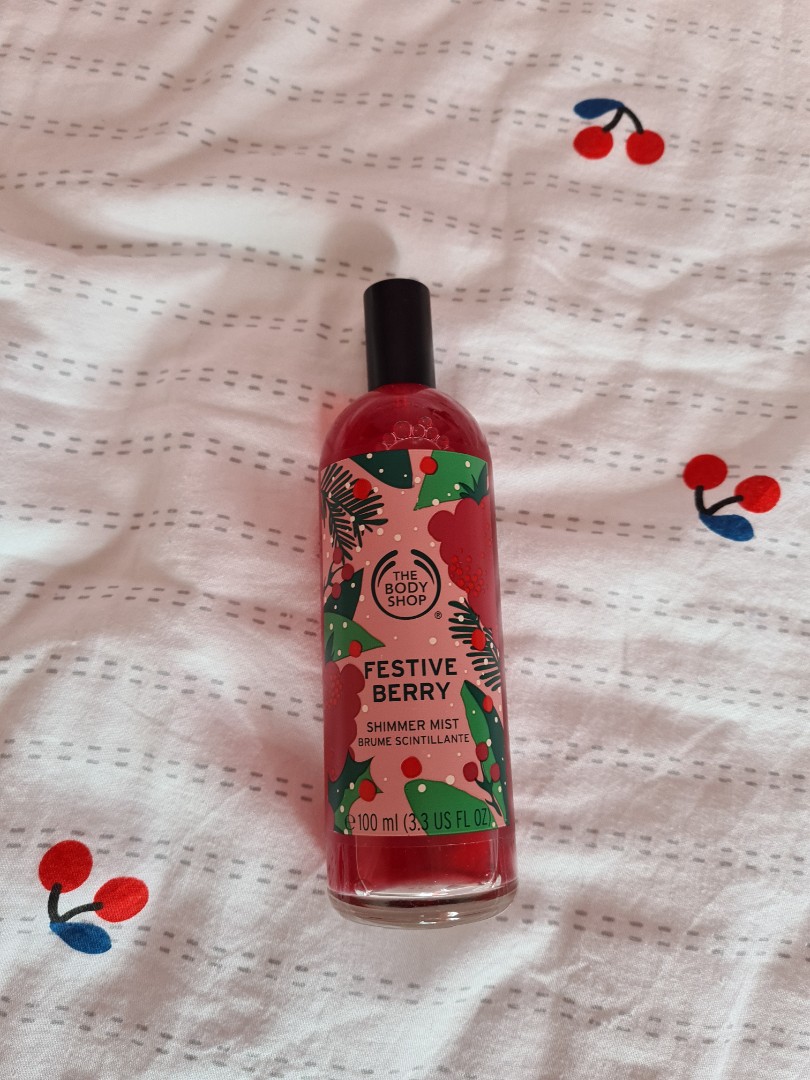 THE
BODY
SHOP
®
FESTIVE
BERRY
SHIMMER MIST
BRUME SCINTILLANTE
℮100 ml (3.3 US FL OZ)